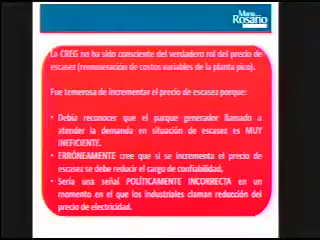 Rosario
La CREG no ha sido consciente del verdadero rol del precio de
escasez (remuneración de costos variables de la planta pico).
Fue temerosa de incrementar el precio de escasez porque:
• Debía reconocer que el parque generador llamado a
atender la demanda en situación de escasez es MUY
INEFICIENTE.
• ERRÓNEAMENTE cree que si se incrementa el precio de
escasez se debe reducir el cargo de confiabilidad,
• Sería una señal POLÍTICAMENTE INCORRECTA en un
momento en el que los industriales claman reducción del
precio de electricidad.